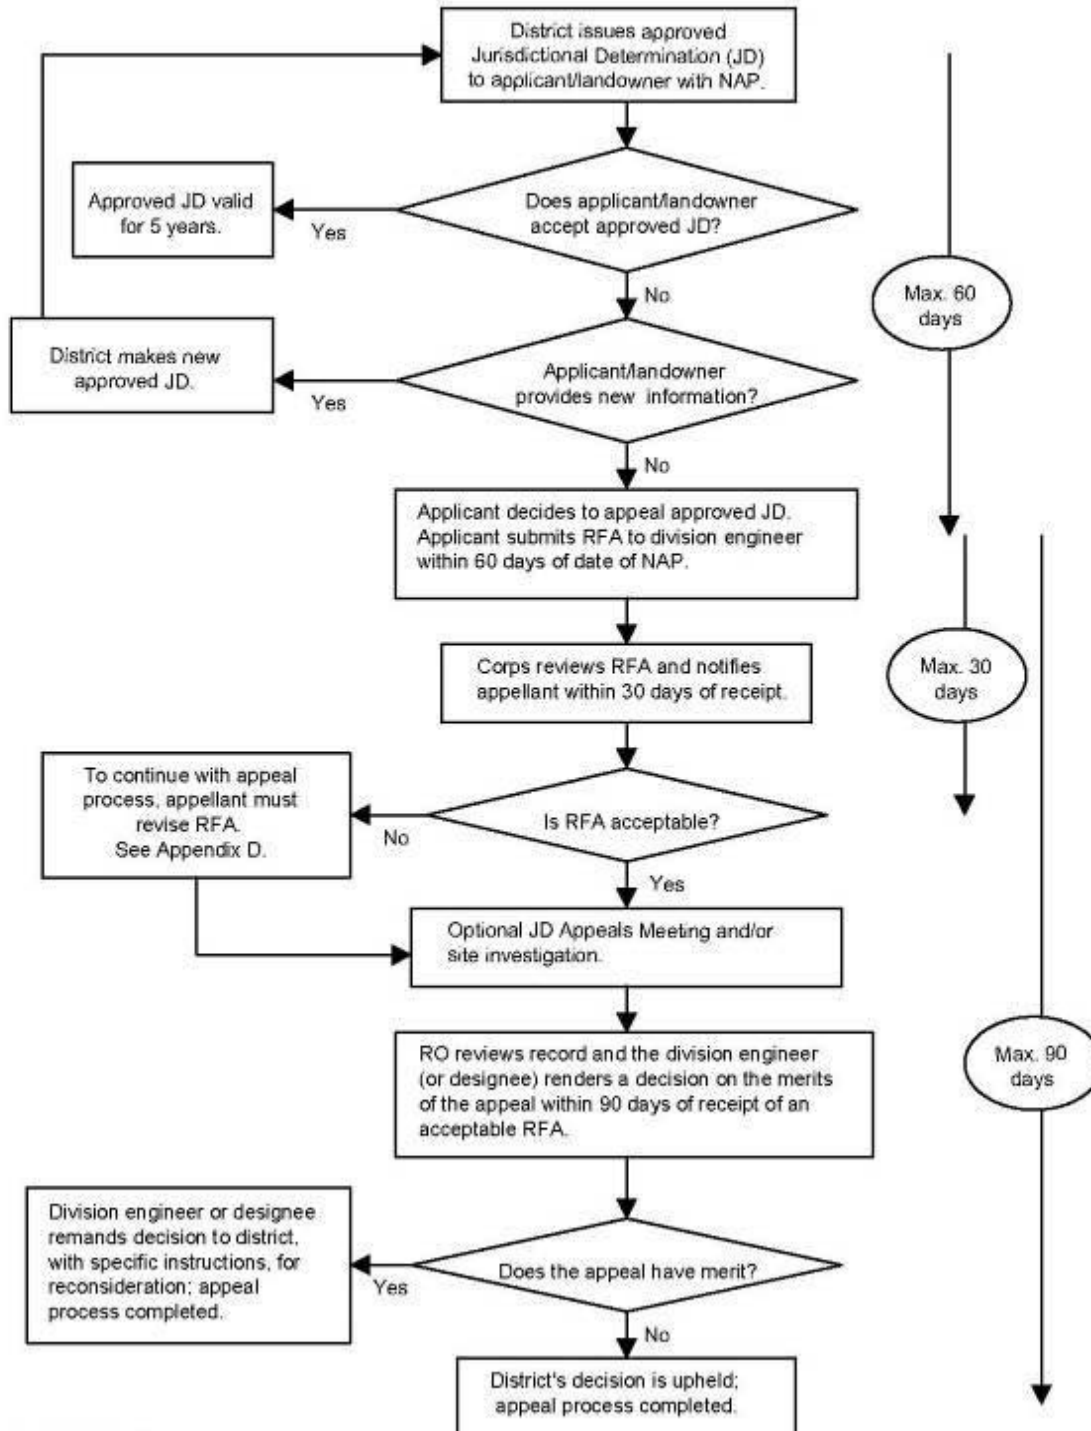 District issues approved
Jurisdictional Determination (JD)
to applicant/landowner with NAP.
Does applicant/landowner
accept approved JD?
Yes
Approved JD valid
for 5 years.
No
Max. 60
days
Applicant/landowner
provides new information?
Yes
District makes new
approved JD.
No
Applicant decides to appeal approved JD.
Applicant submits RFA to division engineer
within 60 days of date of NAP.
Corps reviews RFA and notifies
appellant within 30 days of receipt.
Max. 30
days
Is RFA acceptable?
No
To continue with appeal
process, appellant must
revise RFA.
See Appendix D.
Yes
Optional JD Appeals Meeting and/or
site investigation.
RO reviews record and the division engineer
(or designee) renders a decision on the merits
of the appeal within 90 days of receipt of an
acceptable RFA.
Max. 90
days
Does the appeal have merit?
Yes
Division engineer or designee
remands decision to district,
with specific instructions, for
reconsideration; appeal
process completed.
No
District's decision is upheld;
appeal process completed.